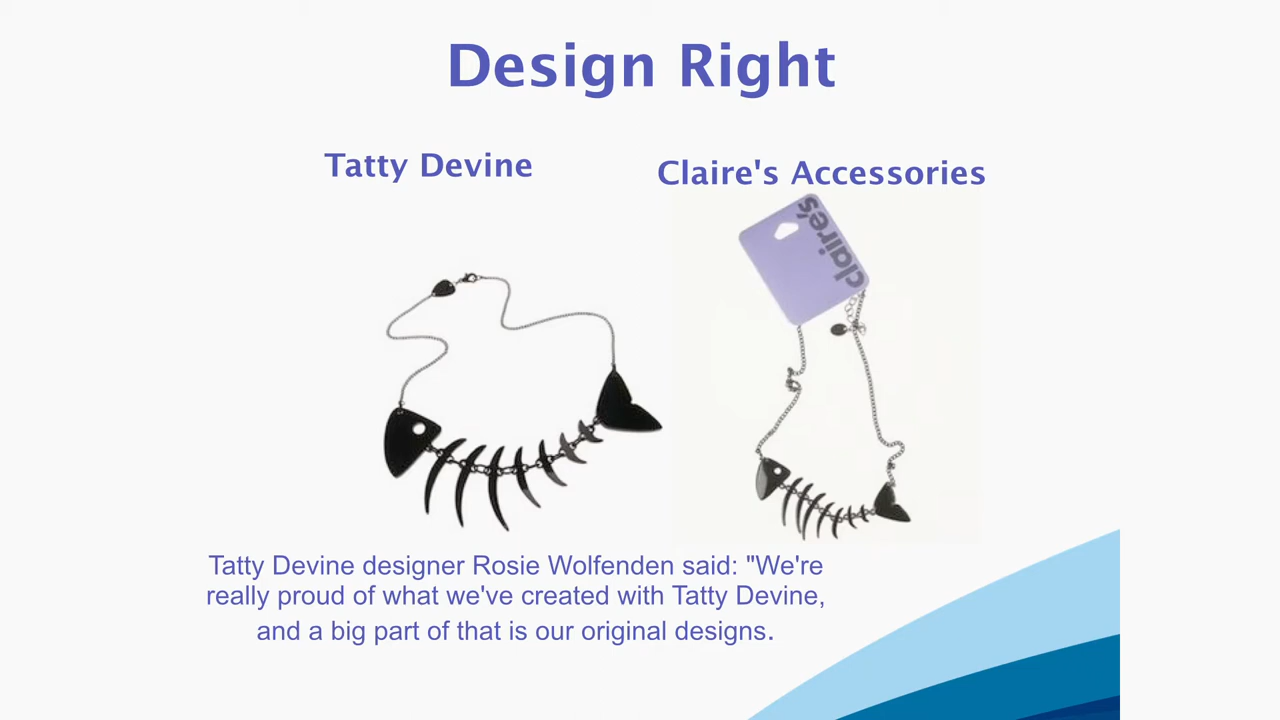 Design Right
Tatty Devine
Claire's Accessories
claire's
Tatty Devine designer Rosie Wolfenden said: "We're
really proud of what we've created with Tatty Devine,
and a big part of that is our original designs.